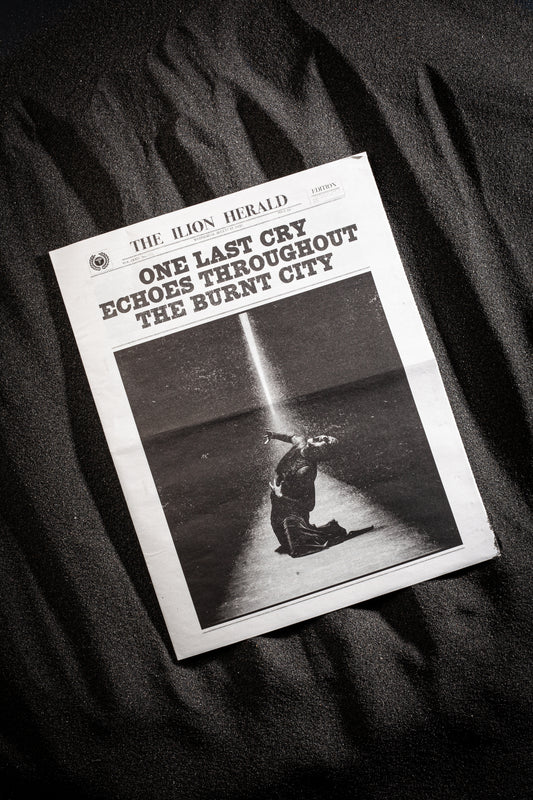 THE ILION HERALD
EDITION
ONE LAST CRY
ECHOES THROUGHOUT
THE BURNT CITY